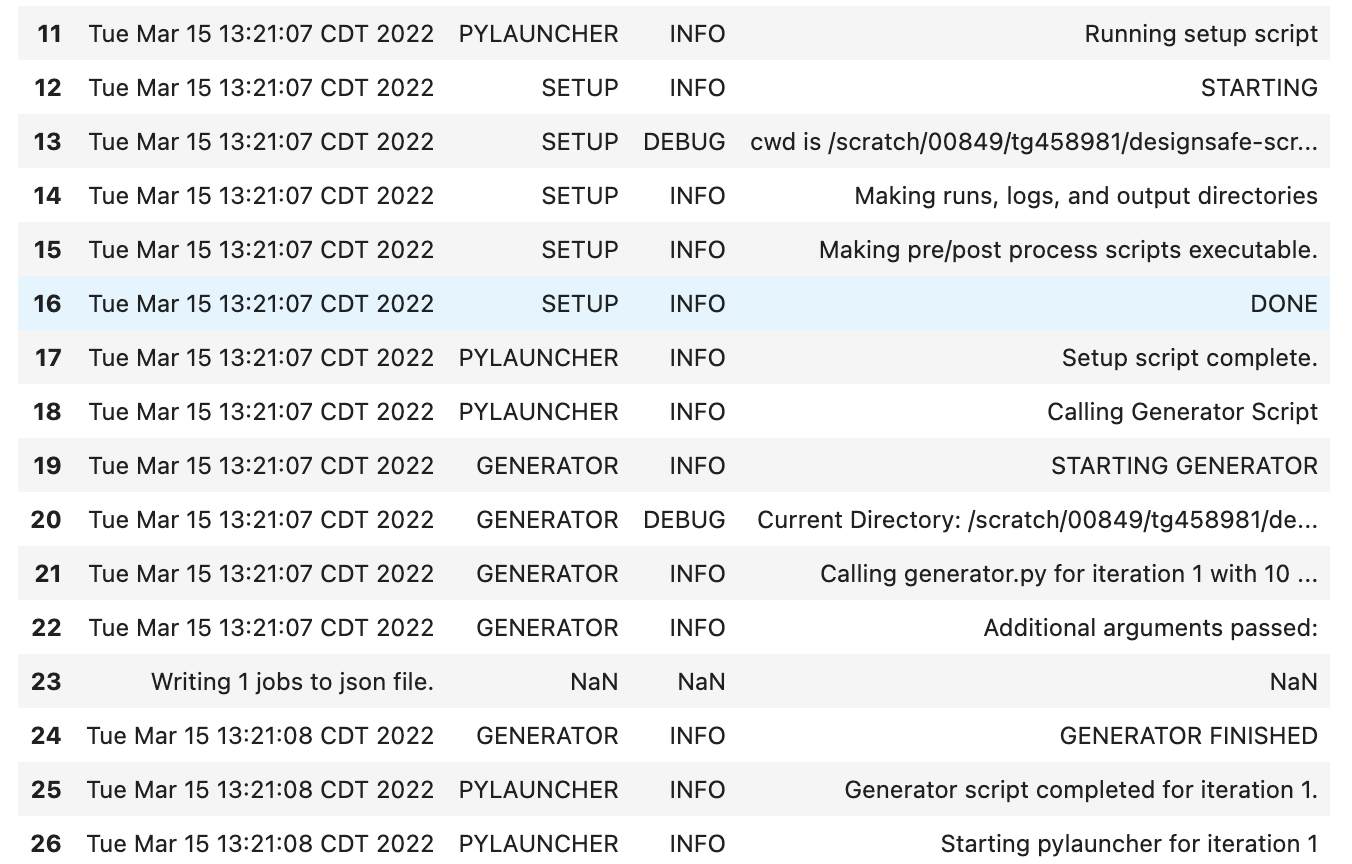 11 Tue Mar 15 13:21:07 CDT 2022 PYLAUNCHER INFO Running setup script
12 Tue Mar 15 13:21:07 CDT 2022 SETUP INFO STARTING
13 Tue Mar 15 13:21:07 CDT 2022 SETUP DEBUG cwd is /scratch/00849/tg458981/designsafe-scr...
14 Tue Mar 15 13:21:07 CDT 2022 SETUP INFO Making runs, logs, and output directories
15 Tue Mar 15 13:21:07 CDT 2022 SETUP INFO Making pre/post process scripts executable.
16 Tue Mar 15 13:21:07 CDT 2022 SETUP INFO DONE
17 Tue Mar 15 13:21:07 CDT 2022 PYLAUNCHER INFO Setup script complete.
18 Tue Mar 15 13:21:07 CDT 2022 PYLAUNCHER INFO Calling Generator Script
19 Tue Mar 15 13:21:07 CDT 2022 GENERATOR INFO STARTING GENERATOR
20 Tue Mar 15 13:21:07 CDT 2022 GENERATOR DEBUG Current Directory: /scratch/00849/tg458981/de...
21 Tue Mar 15 13:21:07 CDT 2022 GENERATOR INFO Calling generator.py for iteration 1 with 10 ...
22 Tue Mar 15 13:21:07 CDT 2022 GENERATOR INFO Additional arguments passed:
23 Writing 1 jobs to json file. NaN NaN NaN
24 Tue Mar 15 13:21:08 CDT 2022 GENERATOR INFO GENERATOR FINISHED
25 Tue Mar 15 13:21:08 CDT 2022 PYLAUNCHER INFO Generator script completed for iteration 1.
26 Tue Mar 15 13:21:08 CDT 2022 PYLAUNCHER INFO Starting pylauncher for iteration 1